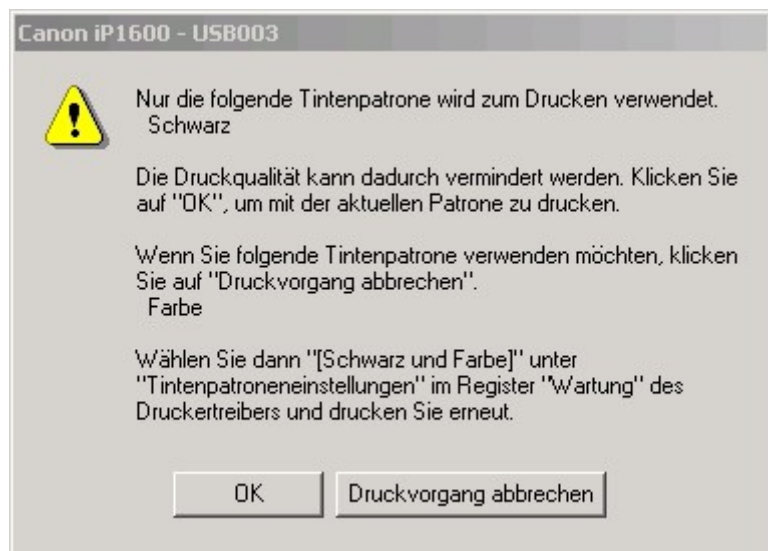 Canon iP1600 - USB003
Nur die folgende Tintenpatrone wird zum Drucken verwendet.
Schwarz
Die Druckqualität kann dadurch vermindert werden. Klicken Sie
auf "OK", um mit der aktuellen Patrone zu drucken.
Wenn Sie folgende Tintenpatrone verwenden möchten, klicken
Sie auf "Druckvorgang abbrechen".
Farbe
Wählen Sie dann "[Schwarz und Farbe]" unter
"Tintenpatroneneinstellungen" im Register "Wartung" des
Druckertreibers und drucken Sie erneut.
OK
Druckvorgang abbrechen